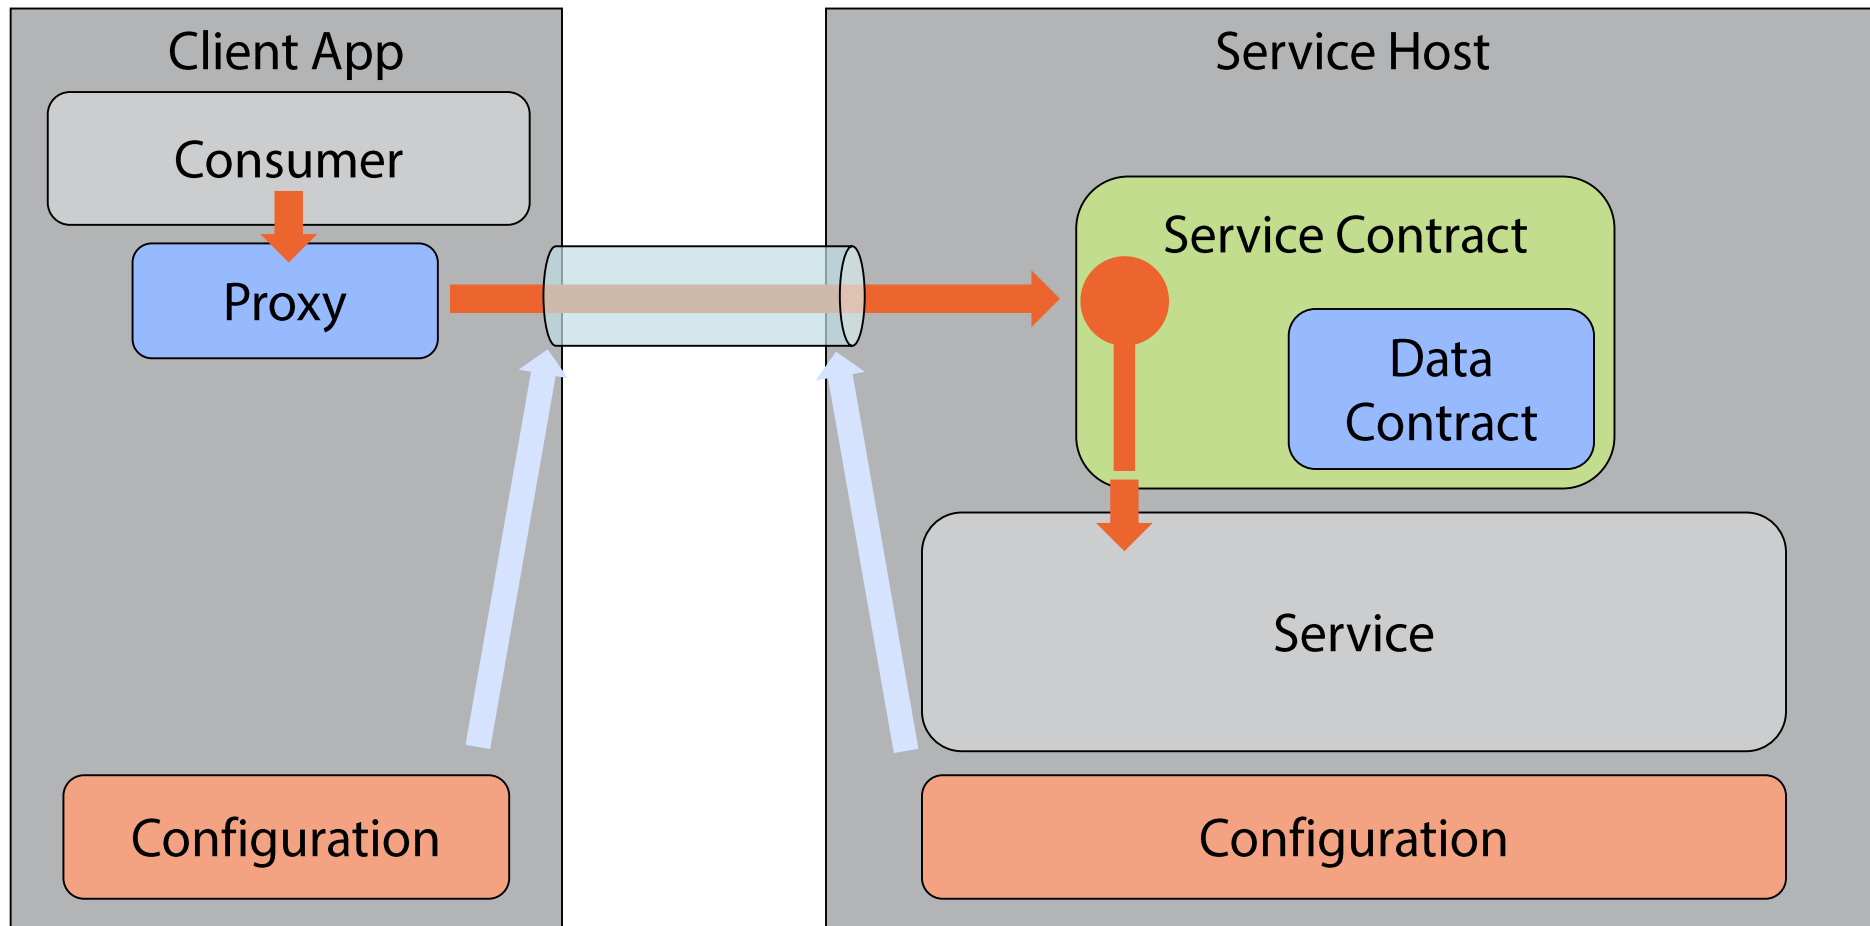 Client App
Consumer
Proxy
Configuration
Service Host
Service Contract
Data
Contract
Service
Configuration